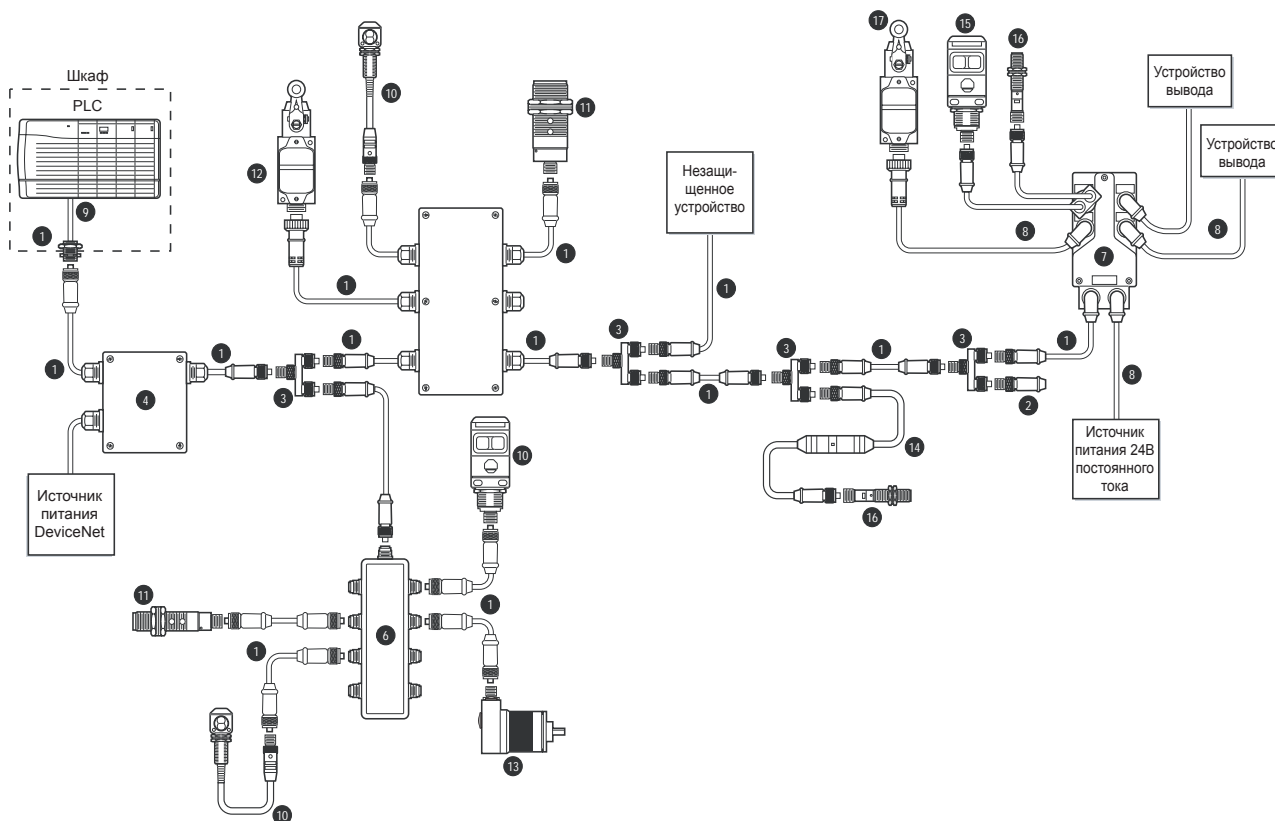 Шкаф
PLC
9
1
1
4
Источник
питания
DeviceNet
1
3
1
12
10
11
1
1
1
3
Незащи-
щенное
устройство
1
1
3
1
3
1
2
14
16
17
15
16
Устройство
вывода
Устройство
вывода
8
8
7
8
Источник
питания 24В
постоянного
тока
10
11
1
6
1
10
13